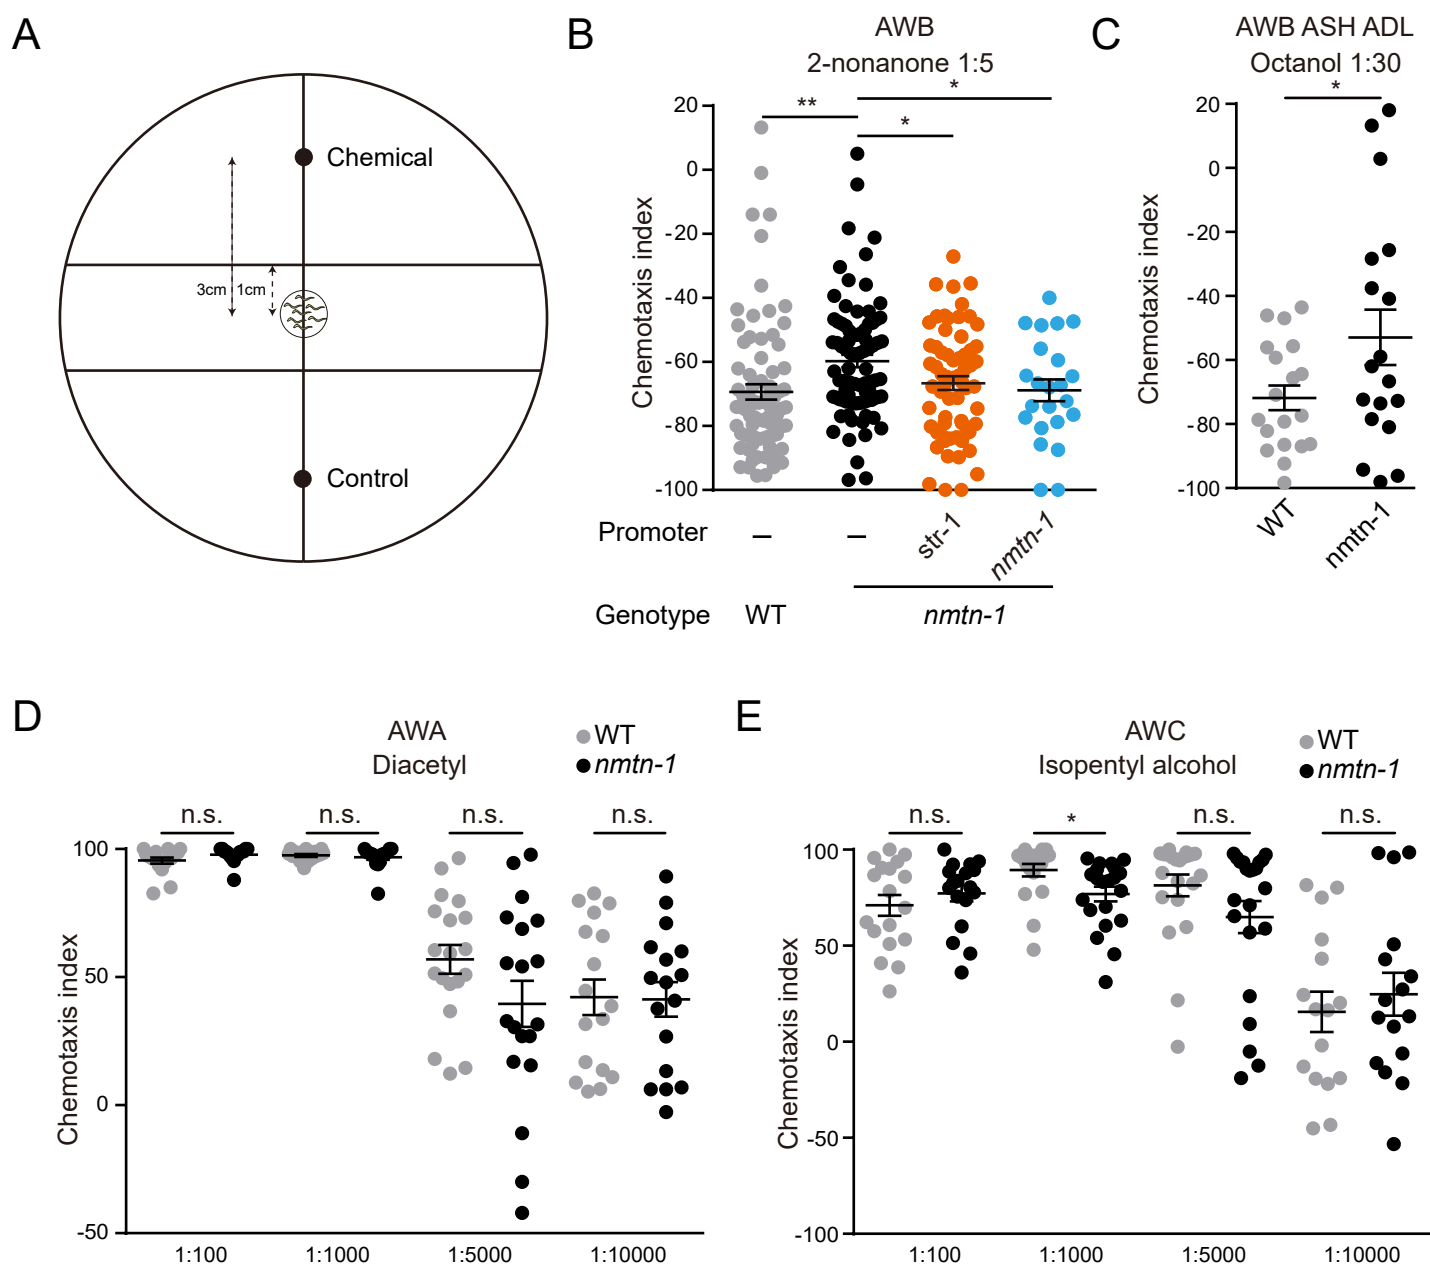 A
Chemical
3cm
1cm
Control
B
AWB
2-nonanone 1:5
**
*
*
Chemotaxis index
20
0
-20
-40
-60
-80
-100
Promoter
–
–
str-1
nmtn-1
Genotype
WT
nmtn-1
C
AWB ASH ADL
Octanol 1:30
*
Chemotaxis index
20
0
-20
-40
-60
-80
-100
WT
nmtn-1
D
AWA
Diacetyl
WT
nmtn-1
n.s.
n.s.
n.s.
n.s.
Chemotaxis index
100
50
0
-50
1:100
1:1000
1:5000
1:10000
E
AWC
Isopentyl alcohol
WT
nmtn-1
n.s.
*
n.s.
n.s.
Chemotaxis index
100
50
0
-50
-100
1:100
1:1000
1:5000
1:10000